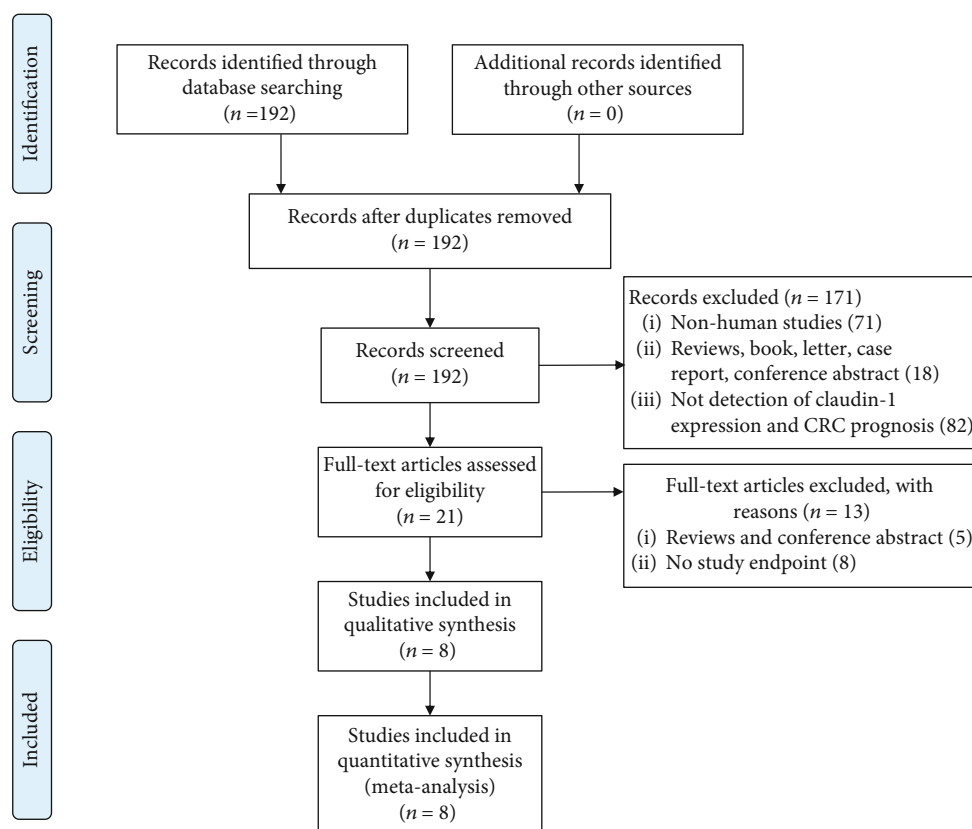 Identification
Records identified through
database searching
(n =192)
Additional records identified
through other sources
(n = 0)
Records after duplicates removed
(n = 192)
Screening
Records screened
(n = 192)
Records excluded (n = 171)
(i) Non-human studies (71)
(ii) Reviews, book, letter, case
report, conference abstract (18)
(iii) Not detection of claudin-1
expression and CRC prognosis (82)
Eligibility
Full-text articles assessed
for eligibility
(n = 21)
Full-text articles excluded, with
reasons (n = 13)
(i) Reviews and conference abstract (5)
(ii) No study endpoint (8)
Studies included in
qualitative synthesis
(n = 8)
Included
Studies included in
quantitative synthesis
(meta-analysis)
(n = 8)